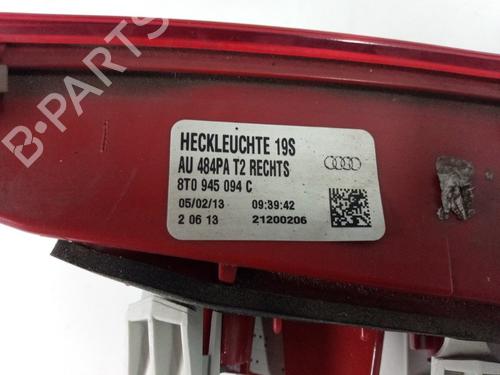 HECKLEUCHTE 19S
AU 484PA T2 RECHTS
8T0 945 094 C
05/02/13 09:39:42
2 06 13 21200206